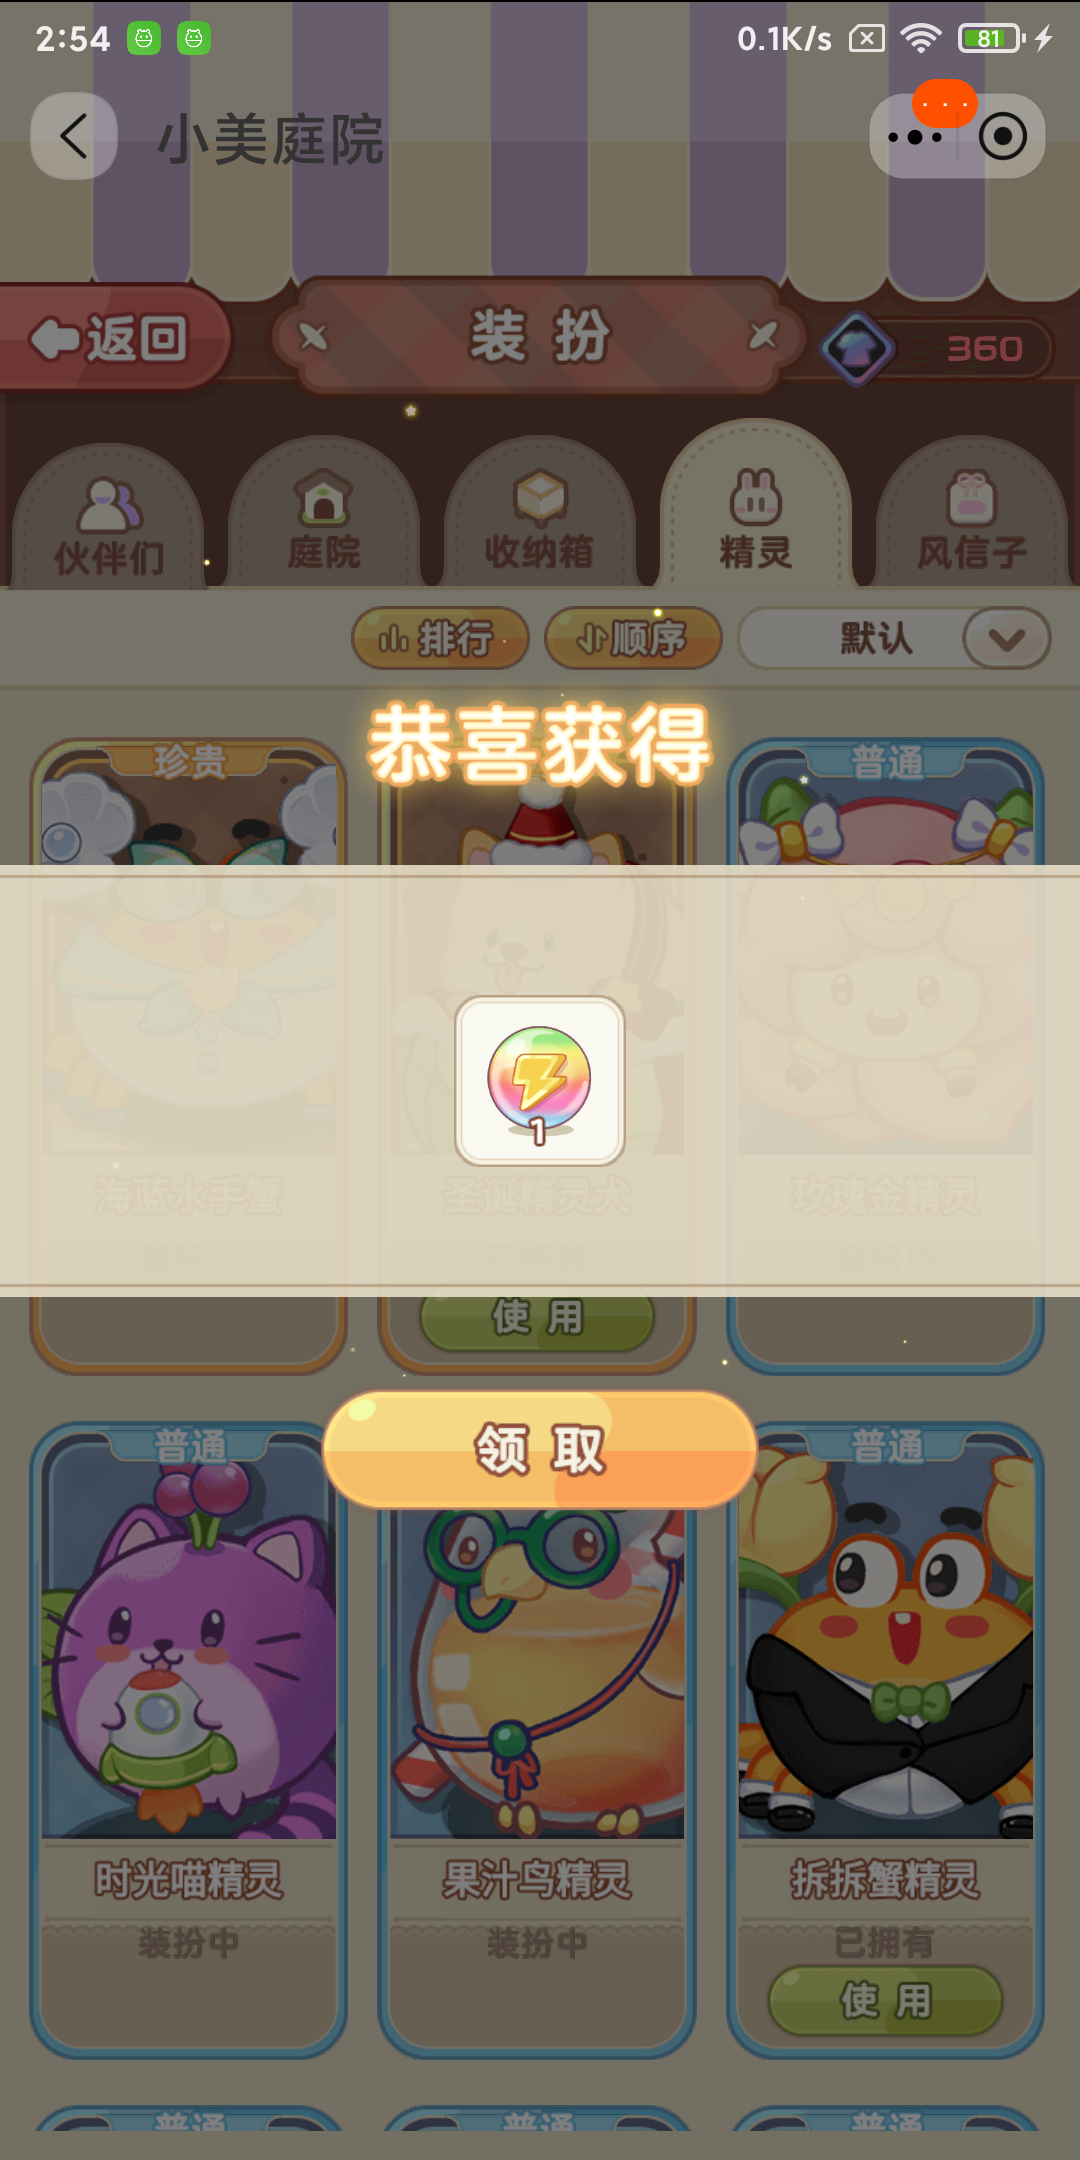 2:54
0.1K/s
81
小美庭院
返回
装扮
360
伙伴们
庭院
收纳箱
精灵
风信子
排行
顺序
默认
恭喜获得
珍贵
普通
1
海蓝水手蟹
圣诞精灵犬
玫瑰金精灵
装扮中
已拥有
装扮中
使用
领取
普通
普通
时光喵精灵
果汁鸟精灵
拆拆蟹精灵
装扮中
装扮中
已拥有
使用
普通
普通
普通